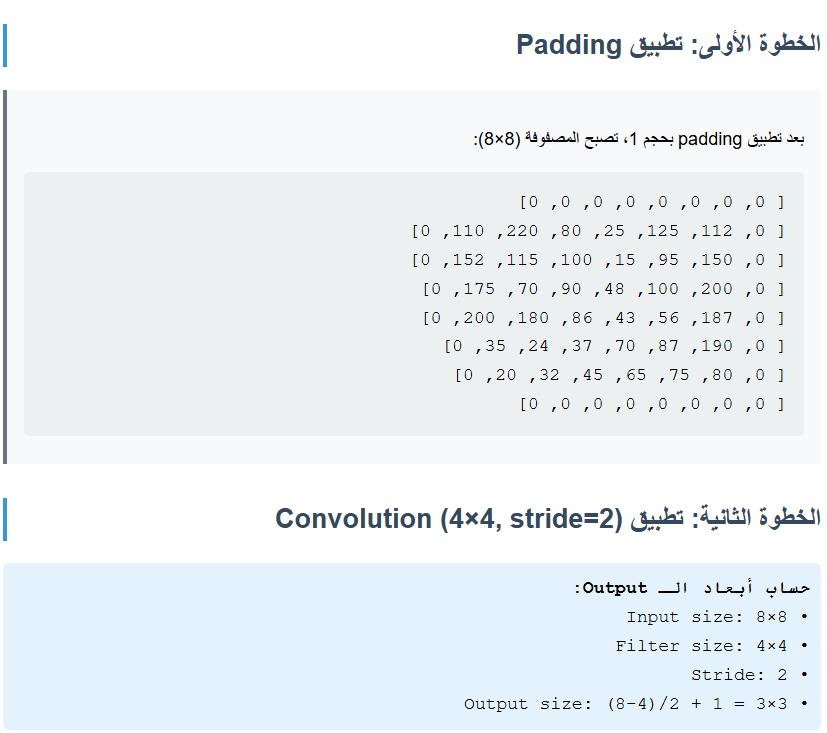 الخطوة الأولى: تطبيق Padding
بعد تطبيق padding بحجم 1، تصبح المصفوفة (8×8):
[0 ,0 ,0 ,0 ,0 ,0 ,0 ,0 ]
[0 ,110 ,220 ,80 ,25 ,125 ,112 ,0 ]
[0 ,152 ,115 ,100 ,15 ,95 ,150 ,0 ]
[0 ,175 ,70 ,90 ,48 ,100 ,200 ,0 ]
[0 ,200 ,180 ,86 ,43 ,56 ,187 ,0 ]
[0 ,35 ,24 ,37 ,70 ,87 ,190 ,0 ]
[0 ,20 ,32 ,45 ,65 ,75 ,80 ,0 ]
[0 ,0 ,0 ,0 ,0 ,0 ,0 ,0 ]
الخطوة الثانية: تطبيق Convolution (4×4, stride=2)
حساب أبعاد الـ Output:
• Input size: 8×8
• Filter size: 4×4
• Stride: 2
• Output size: (8-4)/2 + 1 = 3×3